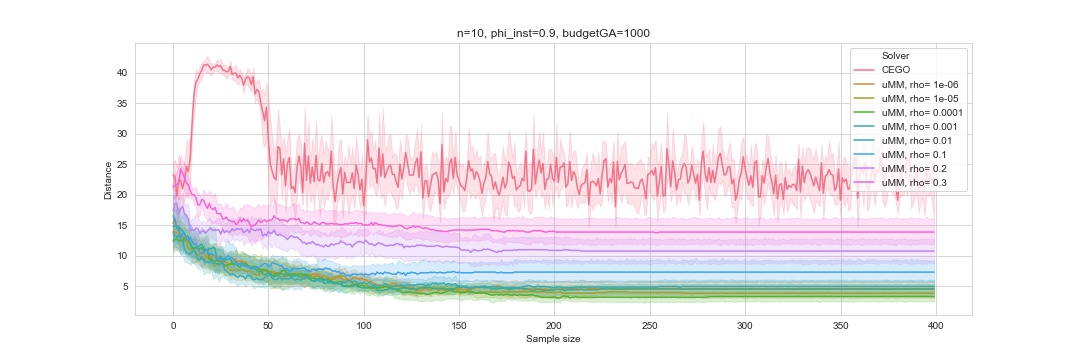 n=10, phi_inst=0.9, budgetGA=1000
Distance
40
35
30
25
20
15
10
5
0
50
100
150
200
250
300
350
400
Sample size
Solver
CEGO
uMM, rho= 1e-06
uMM, rho= 1e-05
uMM, rho= 0.0001
uMM, rho= 0.001
uMM, rho= 0.01
uMM, rho= 0.1
uMM, rho= 0.2
uMM, rho= 0.3